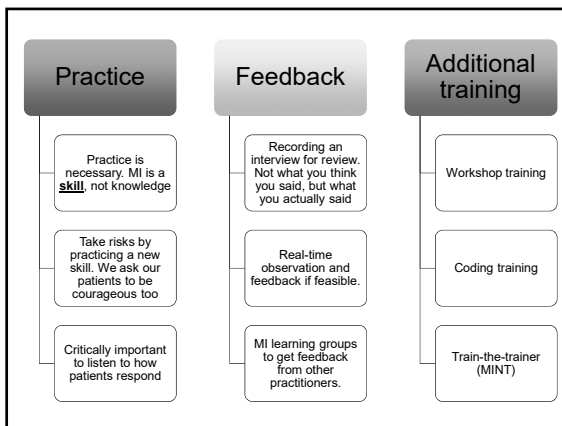 Practice
Practice is
necessary. MI is a
skill, not knowledge
Take risks by
practicing a new
skill. We ask our
patients to be
courageous too
Critically important
to listen to how
patients respond
Feedback
Recording an
interview for review.
Not what you think
you said, but what
you actually said
Real-time
observation and
feedback if feasible.
MI learning groups
to get feedback
from other
practitioners.
Additional
training
Workshop training
Coding training
Train-the-trainer
(MINT)